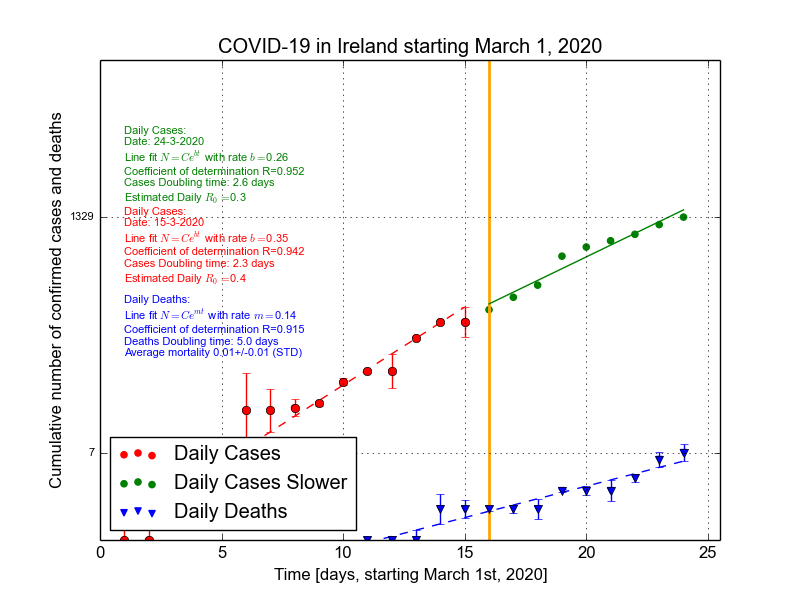 COVID-19 in Ireland starting March 1, 2020
Cumulative number of confirmed cases and deaths
1329
7
Daily Cases:
Date: 24-3-2020
Line fit N = Ce^{bt} with rate b =0.26
Coefficient of determination R=0.952
Cases Doubling time: 2.6 days
Estimated Daily R_0 =0.3
Daily Cases:
Date: 15-3-2020
Line fit N = Ce^{bt} with rate b =0.35
Coefficient of determination R=0.942
Cases Doubling time: 2.3 days
Estimated Daily R_0 =0.4
Daily Deaths:
Line fit N = Ce^{mt} with rate m =0.14
Coefficient of determination R=0.915
Deaths Doubling time: 5.0 days
Average mortality 0.01+/-0.01 (STD)
Daily Cases
Daily Cases Slower
Daily Deaths
0 5 10 15 20 25
Time [days, starting March 1st, 2020]